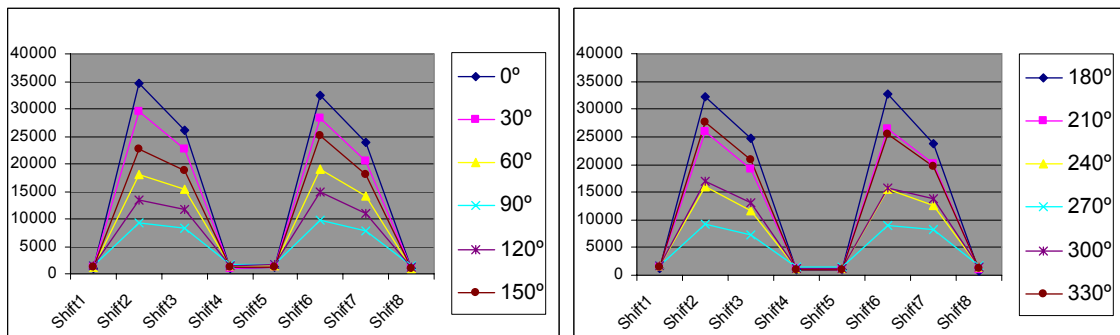 40000
35000
30000
25000
20000
15000
10000
5000
0
Shift1
Shift2
Shift3
Shift4
Shift5
Shift6
Shift7
Shift8
0º
30º
60º
90º
120º
150º
40000
35000
30000
25000
20000
15000
10000
5000
0
Shift1
Shift2
Shift3
Shift4
Shift5
Shift6
Shift7
Shift8
180º
210º
240º
270º
300º
330º